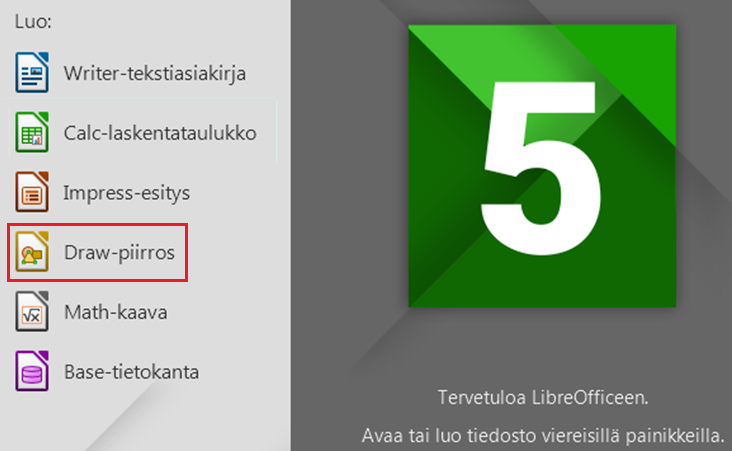 Luo:
Writer-tekstiasiakirja
Calc-laskentataulukko
Impress-esitys
Draw-piirros
Math-kaava
Base-tietokanta
5
Tervetuloa LibreOfficeen.
Avaa tai luo tiedosto viereisillä painikkeilla.